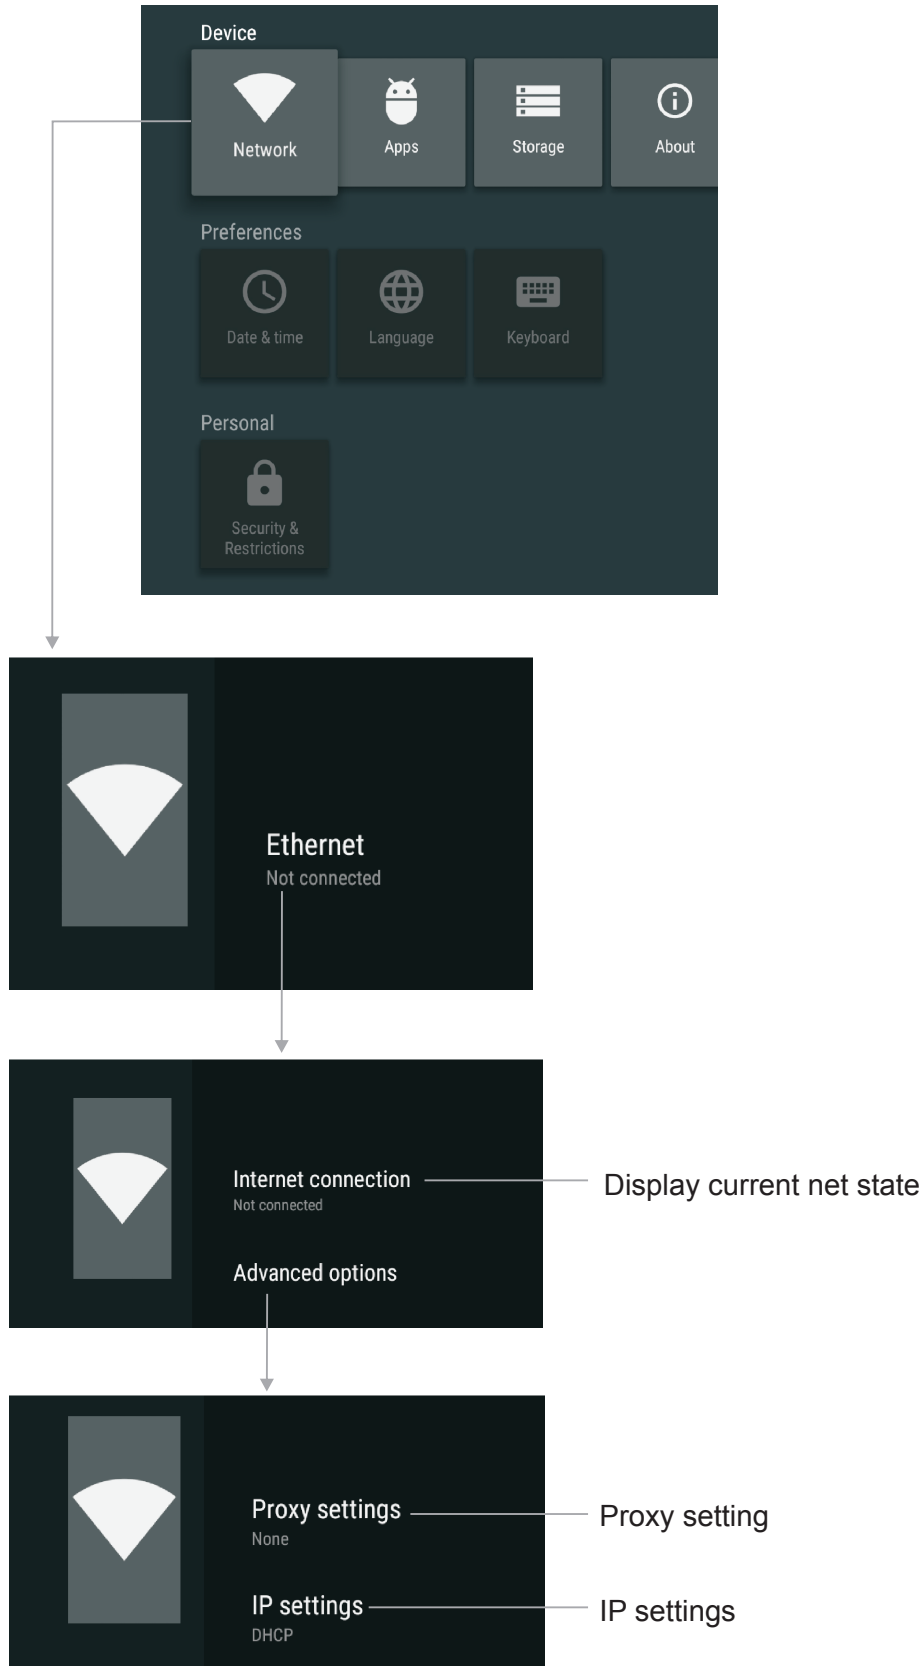 Device
Network
Apps
Storage
About
Preferences
Date & time
Language
Keyboard
Personal
Security &
Restrictions
Ethernet
Not connected
Internet connection
Not connected
Display current net state
Advanced options
Proxy settings
None
Proxy setting
IP settings
DHCP
IP settings